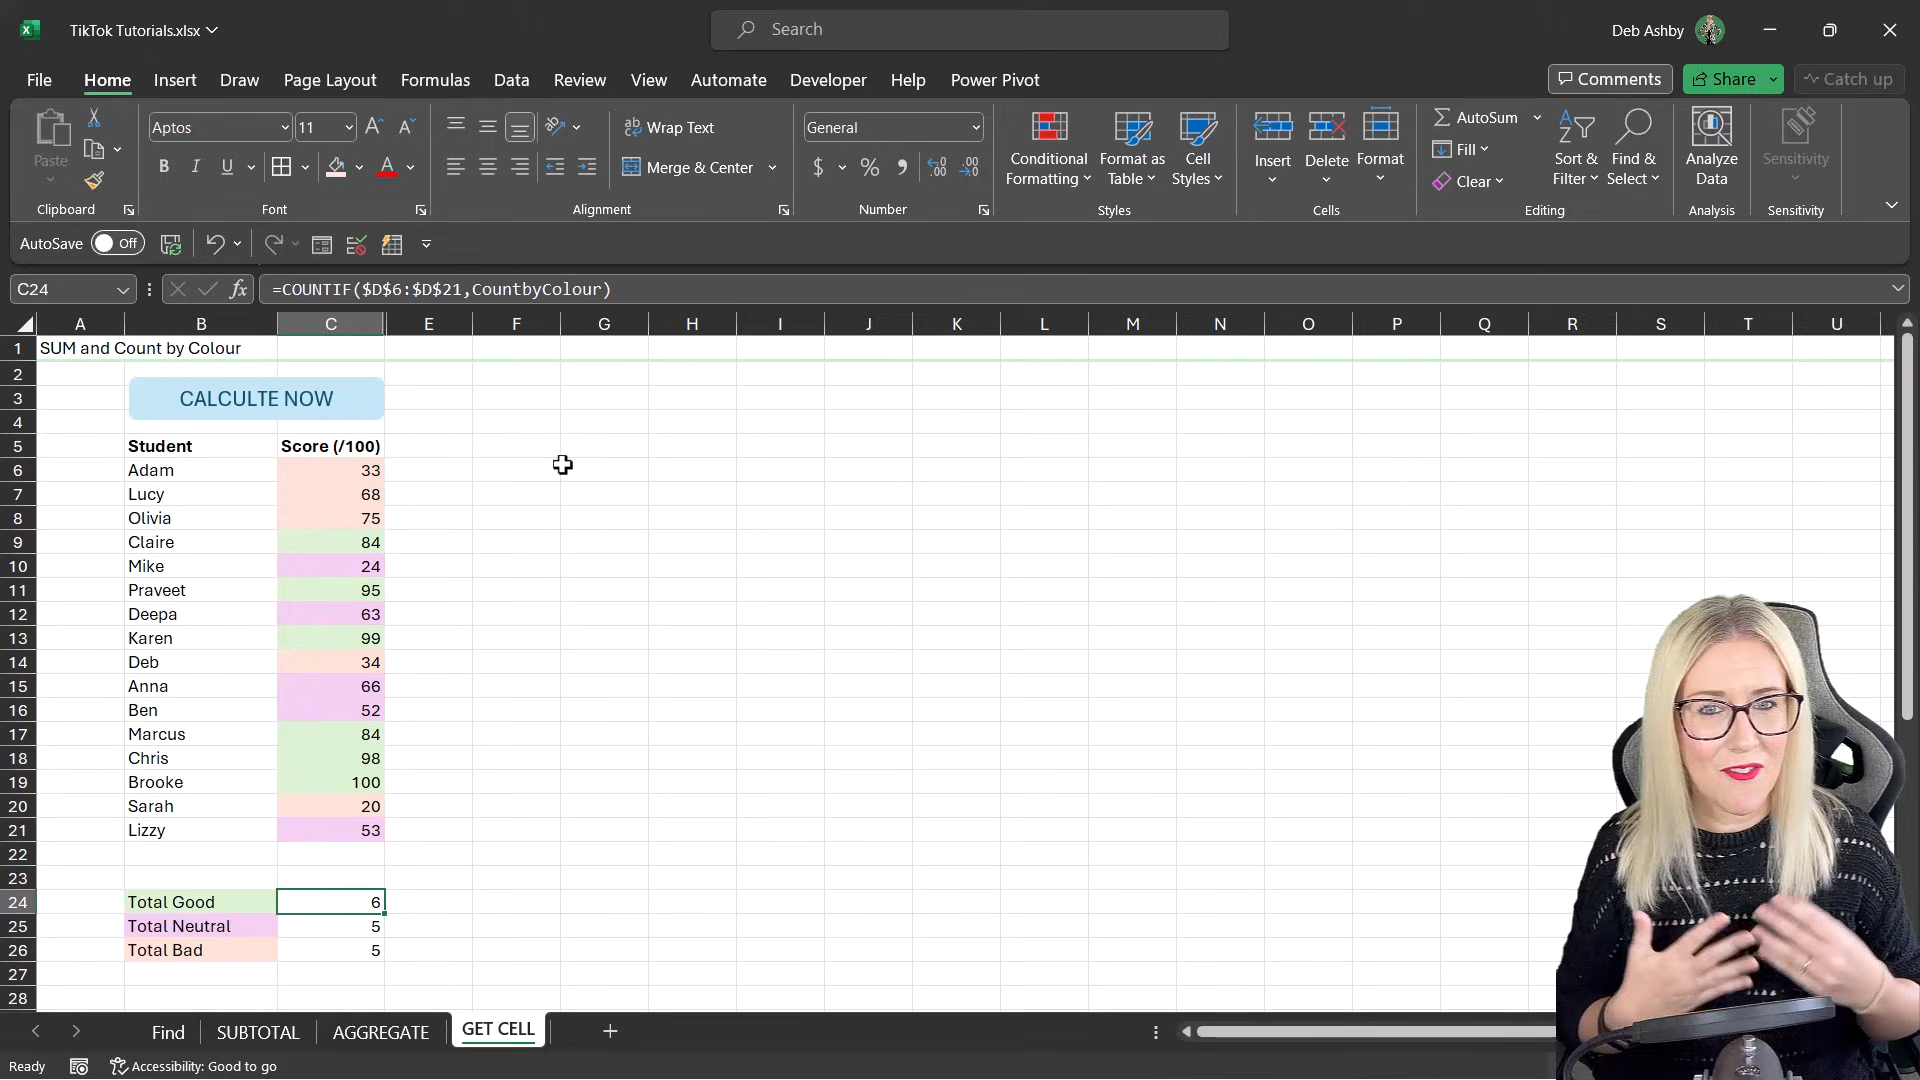 TikTok Tutorials.xlsx
Search
Deb Ashby
File Home Insert Draw Page Layout Formulas Data Review View Automate Developer Help Power Pivot
Comments Share Catch up
Paste
Clipboard
Aptos 11
B I U A
Font
ab Wrap Text
Merge & Center
Alignment
General
$ % 9 .00 .00
Number
Conditional Formatting
Format as Table
Cell Styles
Styles
Insert Delete Format
Cells
AutoSum
Fill
Clear
Sort & Filter
Find & Select
Editing
Analyze Data
Analysis
Sensitivity
Sensitivity
AutoSave Off
C24 fx =COUNTIF($D$6:$D$21,CountbyColour)
A B C E F G H I J K L M N O P Q R S T U
1 SUM and Count by Colour
2
3 CALCULTE NOW
4
5 Student Score (/100)
6 Adam 33
7 Lucy 68
8 Olivia 75
9 Claire 84
10 Mike 24
11 Praveet 95
12 Deepa 63
13 Karen 99
14 Deb 34
15 Anna 66
16 Ben 52
17 Marcus 84
18 Chris 98
19 Brooke 100
20 Sarah 20
21 Lizzy 53
22
23
24 Total Good 6
25 Total Neutral 5
26 Total Bad 5
27
28
Find SUBTOTAL AGGREGATE GET CELL
Ready Accessibility: Good to go